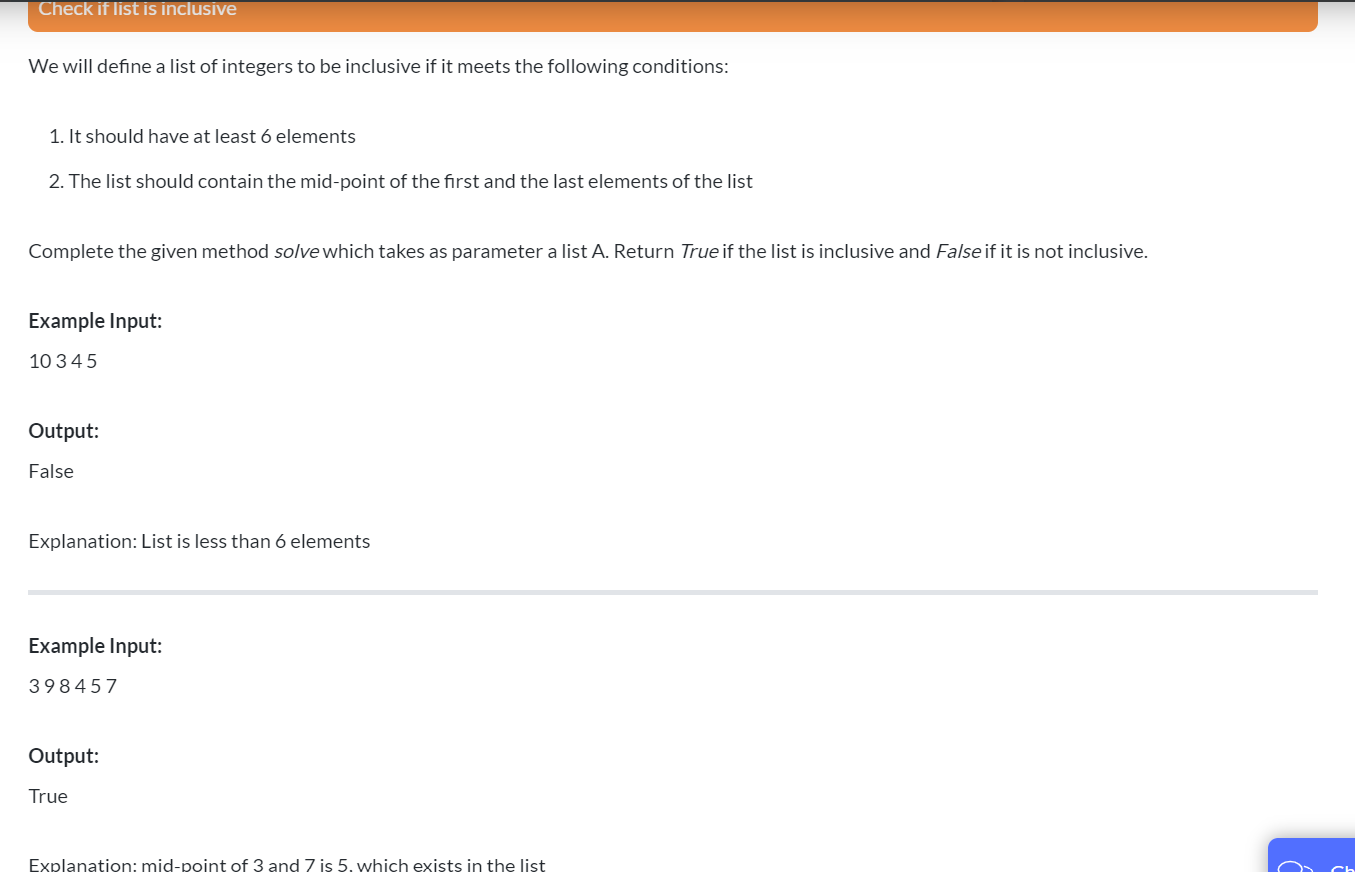 Check if list is inclusive
We will define a list of integers to be inclusive if it meets the following conditions:
1. It should have at least 6 elements
2. The list should contain the mid-point of the first and the last elements of the list
Complete the given method solve which takes as parameter a list A. Return True if the list is inclusive and False if it is not inclusive.
Example Input:
10 3 4 5
Output:
False
Explanation: List is less than 6 elements
Example Input:
3 9 8 4 5 7
Output:
True
Explanation: mid-point of 3 and 7 is 5, which exists in the list